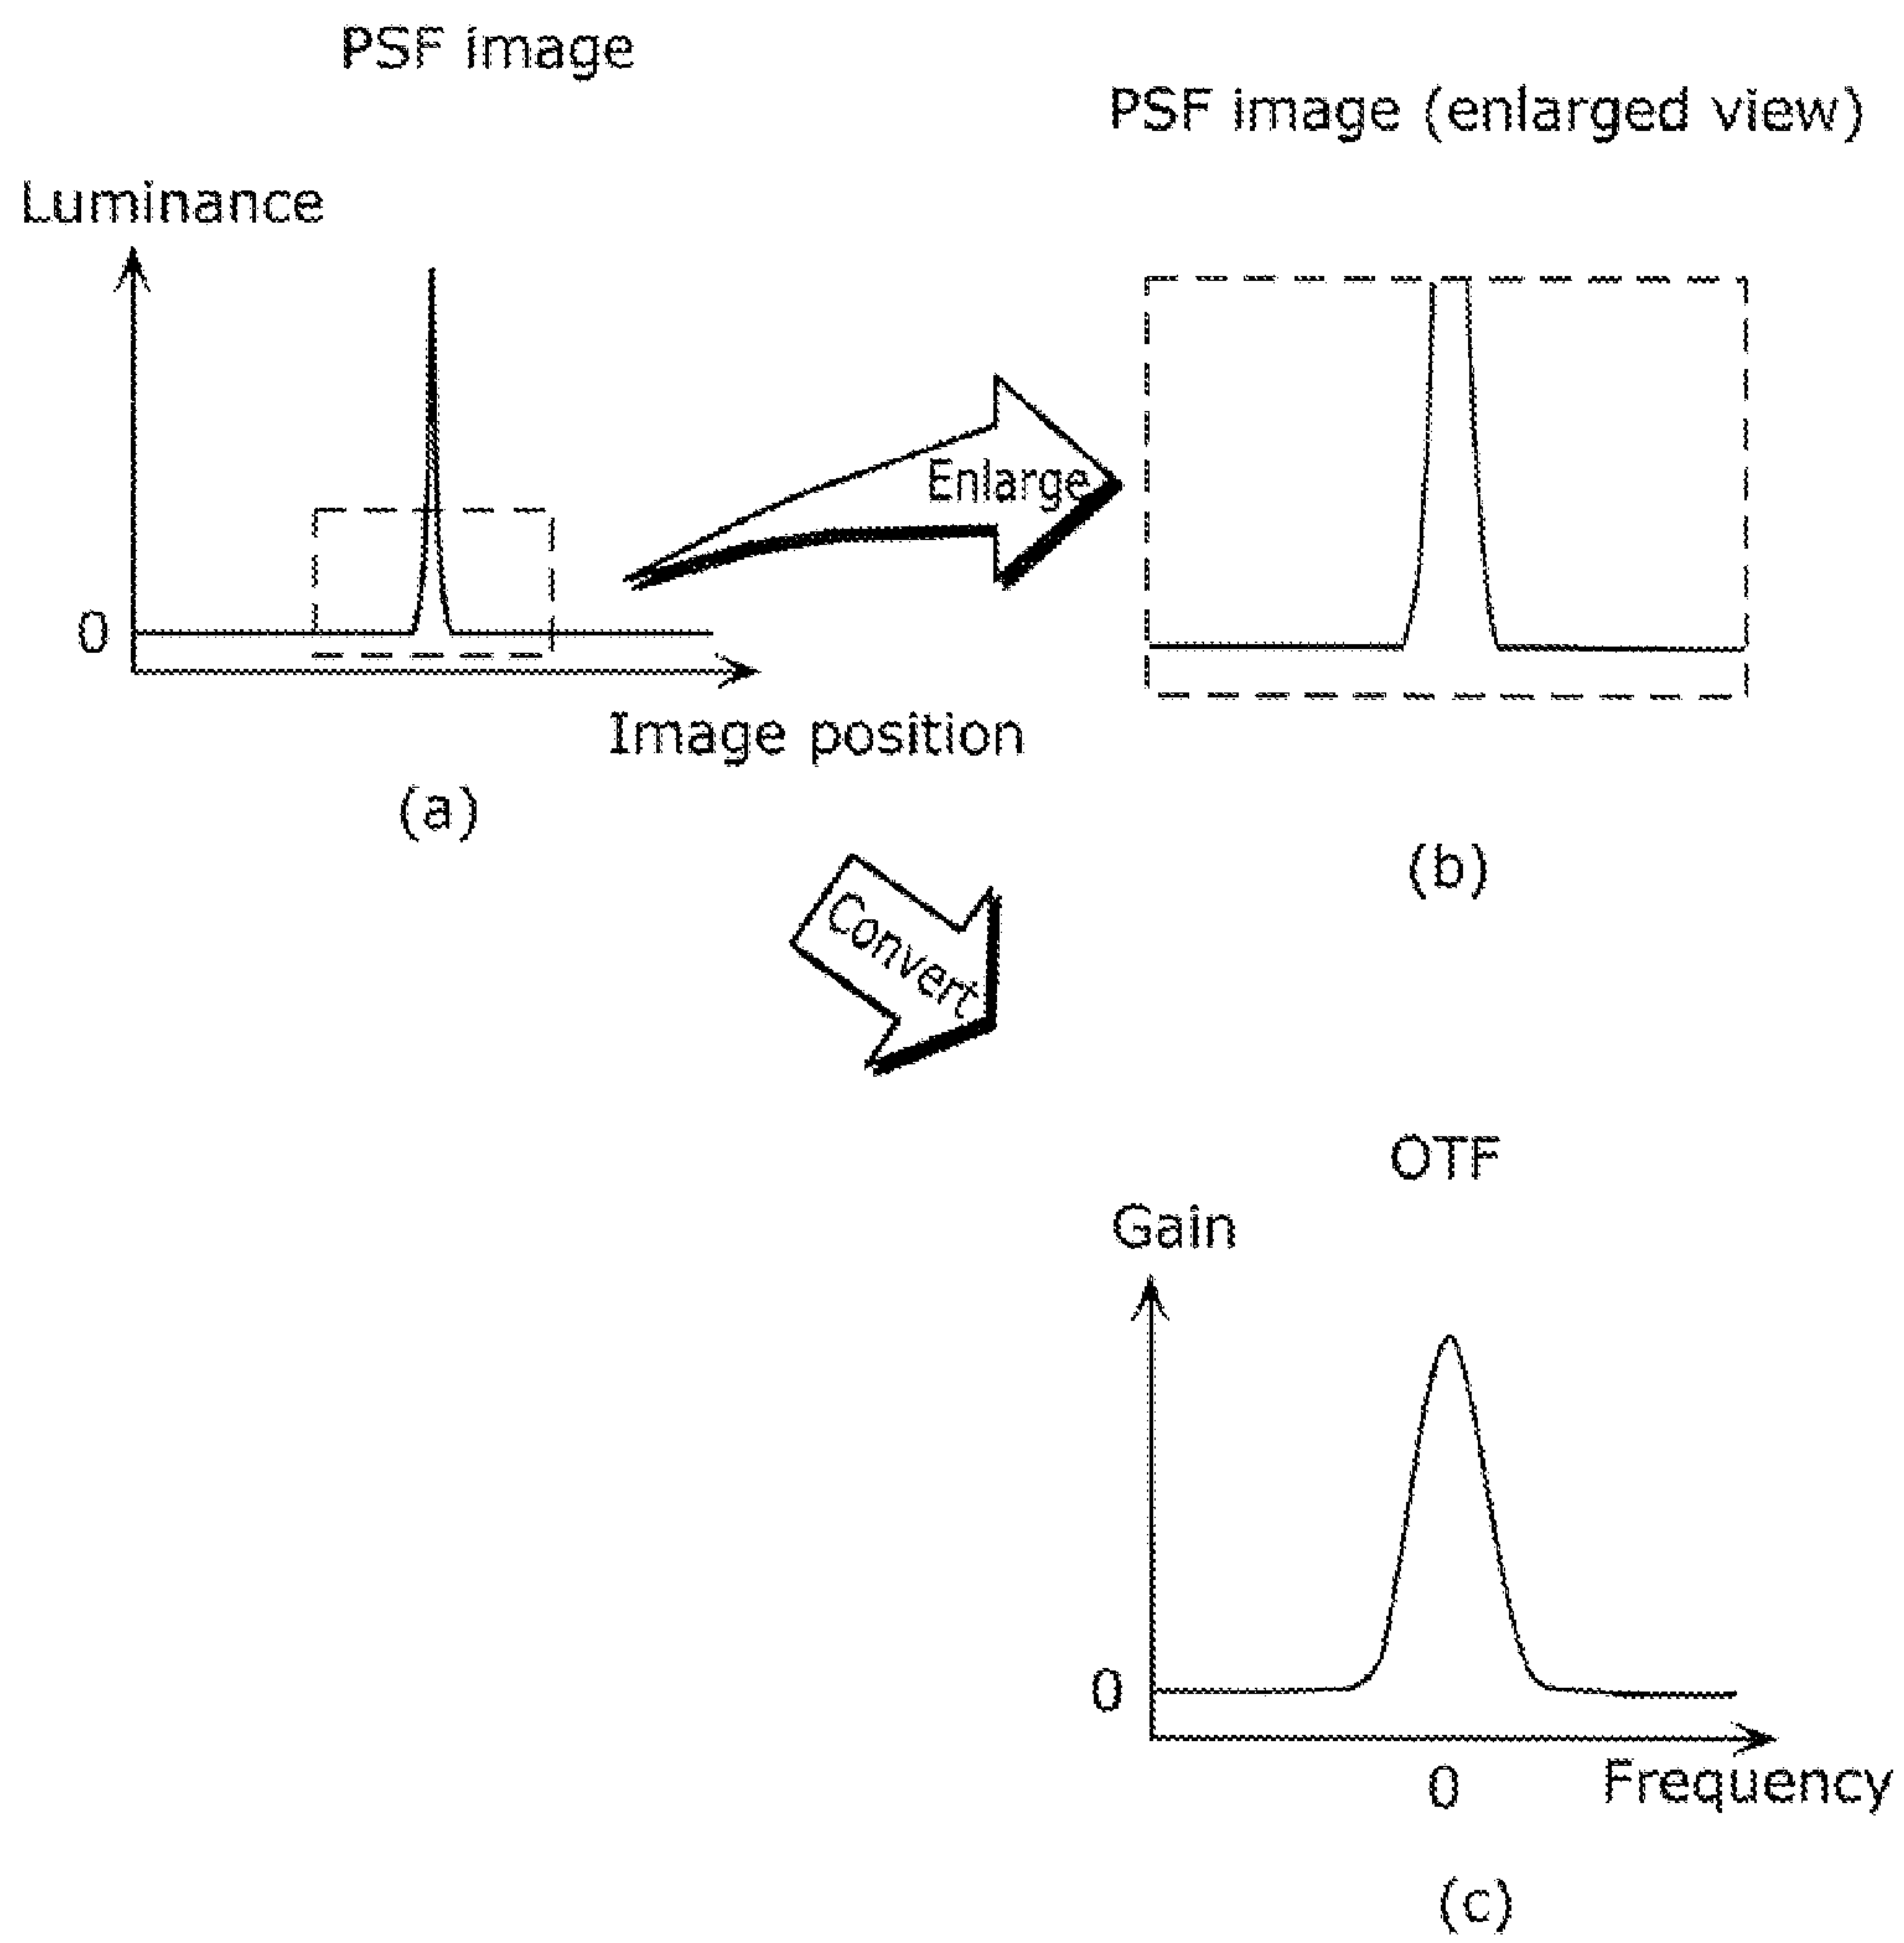 PSF image
PSF image (enlarged view)
Luminance
Enlarge
0
Image position
(a)
(b)
Convert
OTF
Gain
0
0
Frequency
(c)